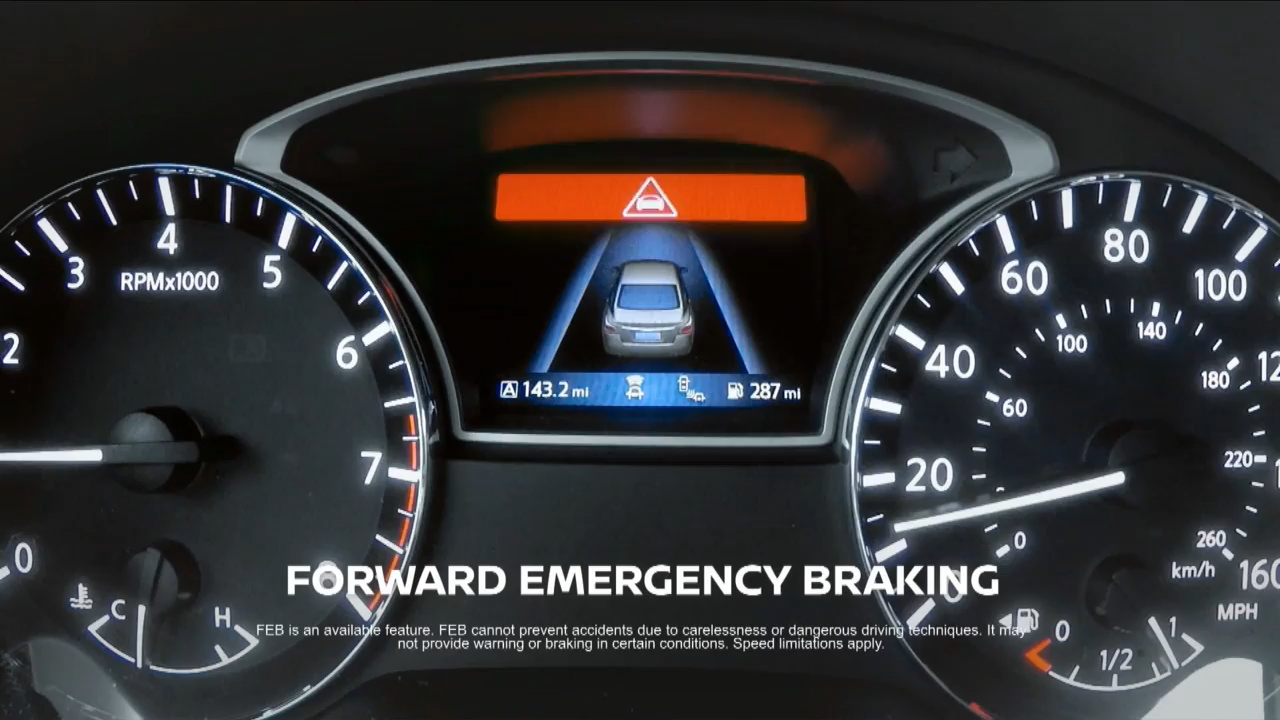 4
80
3
5
RPMx1000
60
100
100
140
2
6
40
180
A 143.2 mi
287 mi
60
7
20
220
0
260
0
km/h
160
FORWARD EMERGENCY BRAKING
0
MPH
C
H
FEB is an available feature. FEB cannot prevent accidents due to carelessness or dangerous driving techniques. It may
not provide warning or braking in certain conditions. Speed limitations apply.
0
1/2
1